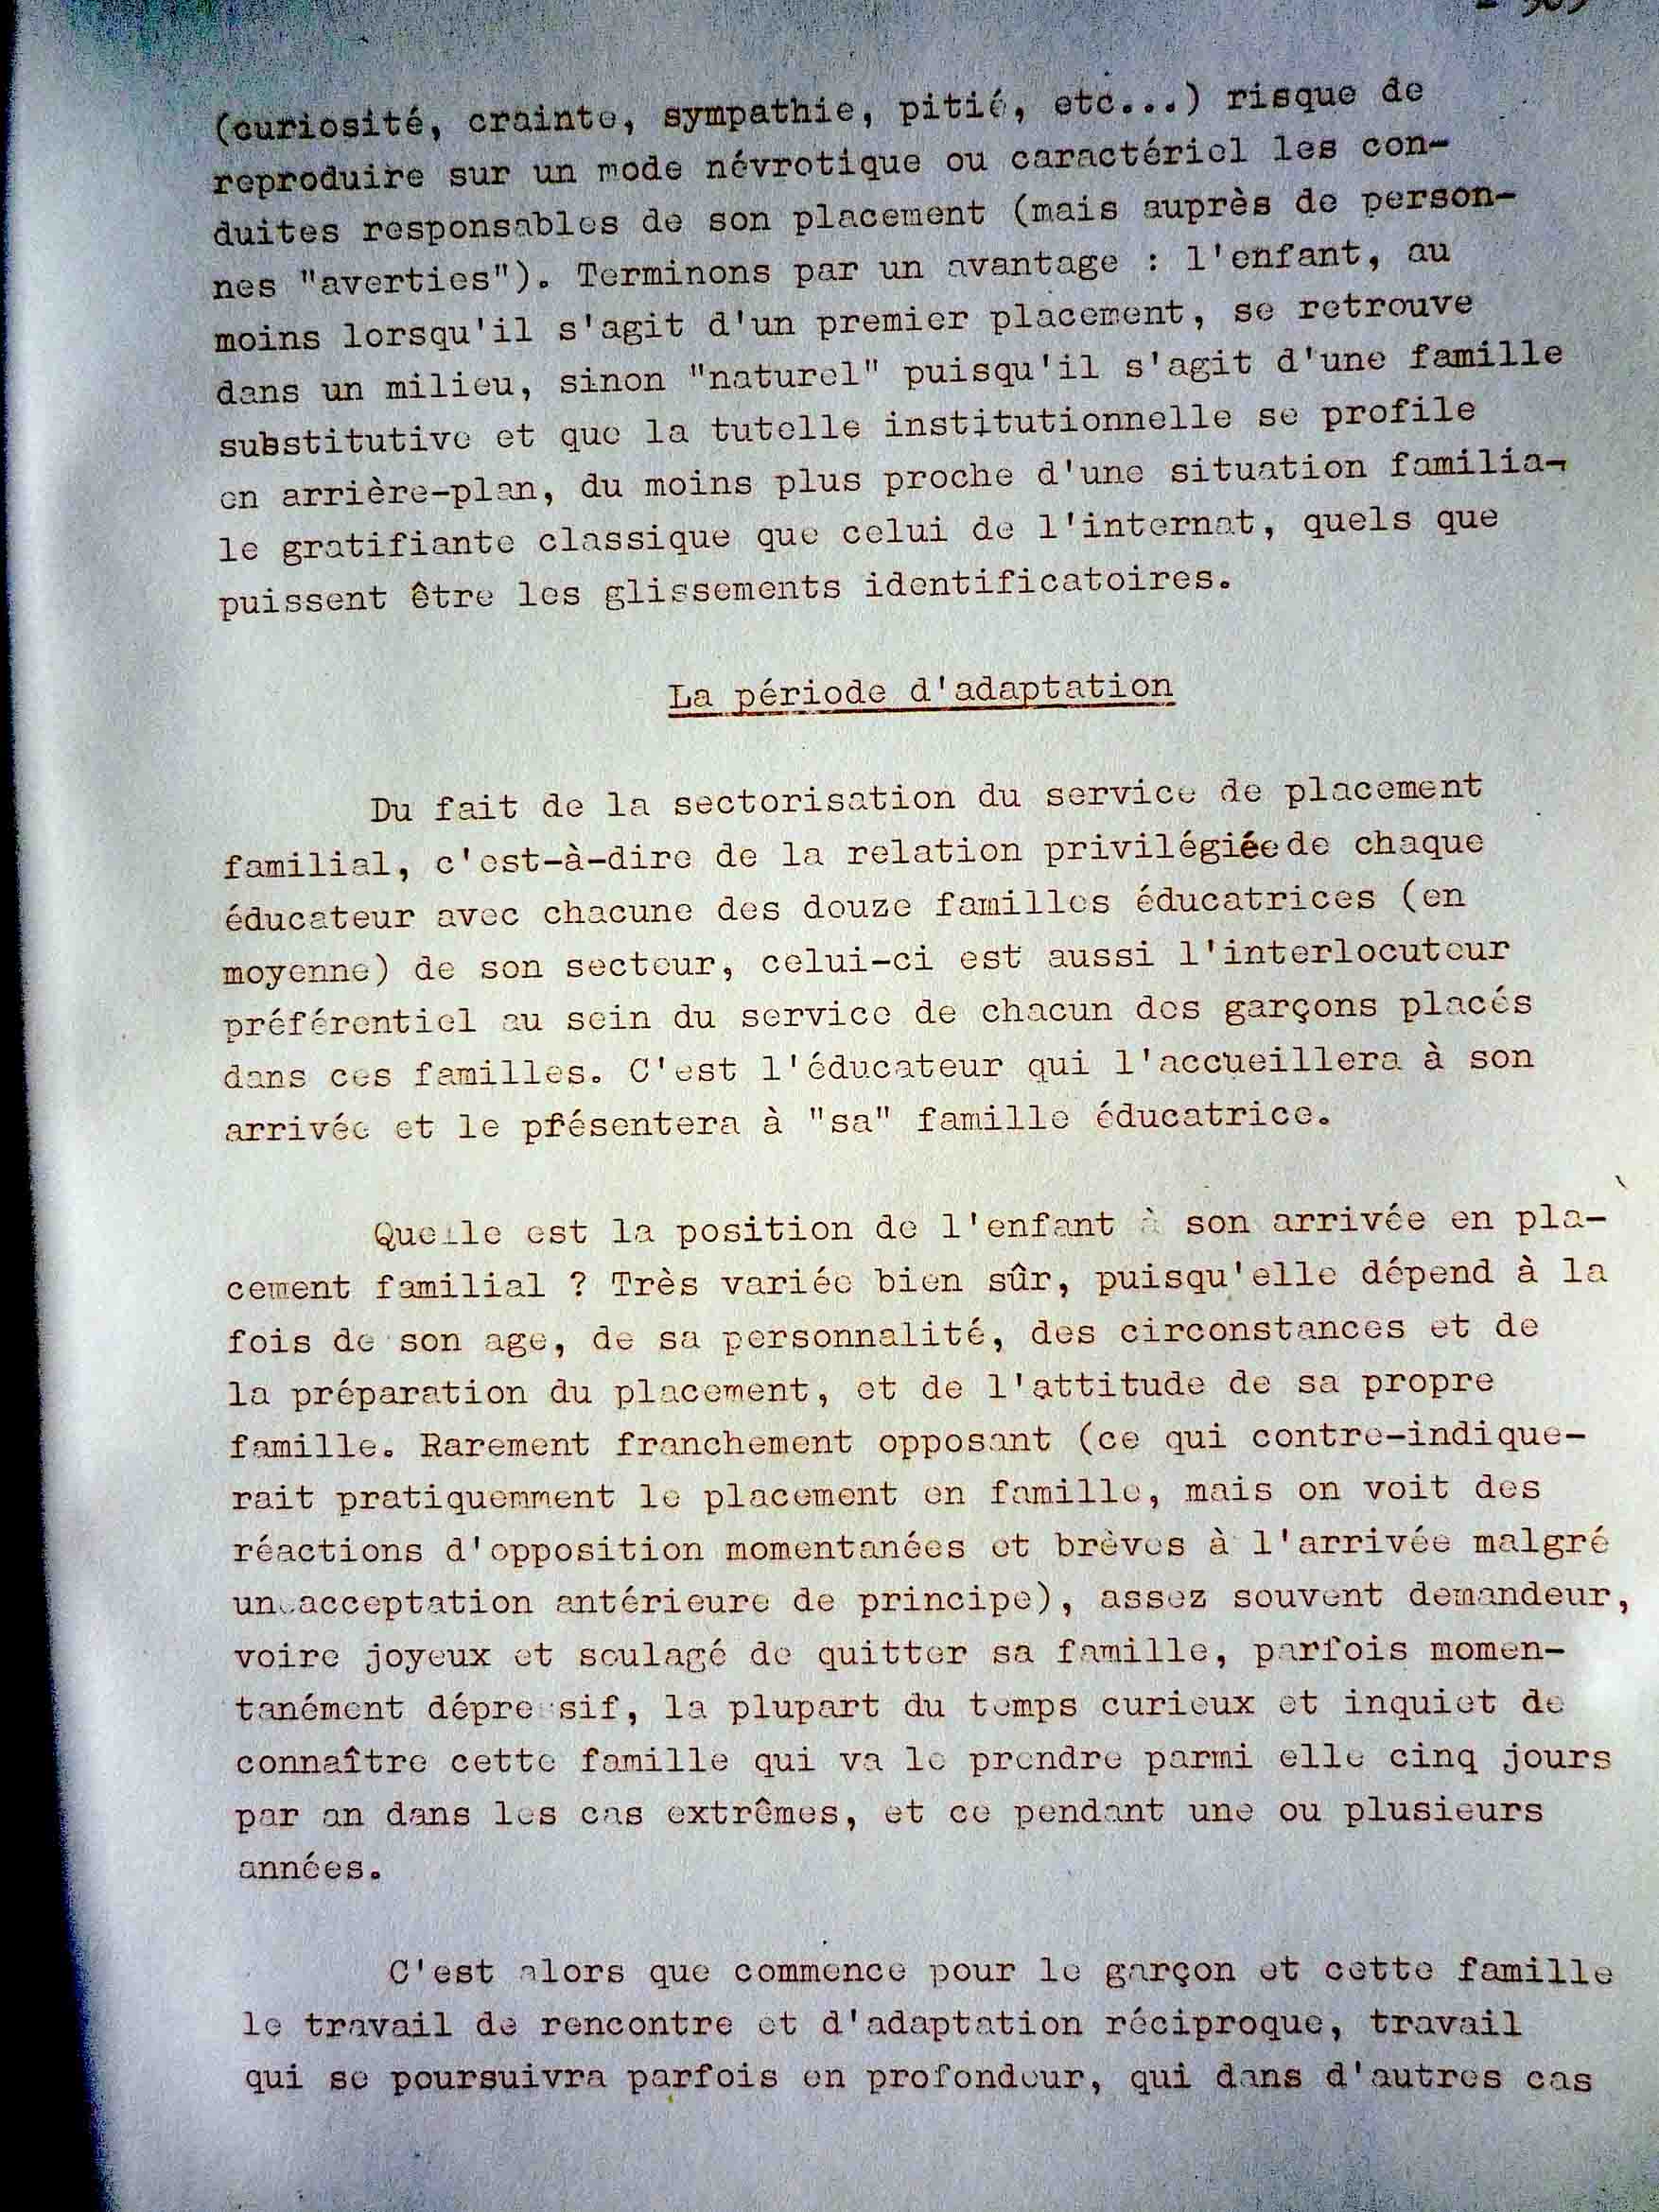 (curiosité, crainte, sympathie, pitié, etc...) risque de
reproduire sur un mode névrotique ou caractériel les con-
duites responsables de son placement (mais auprès de person-
nes "averties"). Terminons par un avantage : l'enfant, au
moins lorsqu'il s'agit d'un premier placement, se retrouve
dans un milieu, sinon "naturel" puisqu'il s'agit d'une famille
substitutive et que la tutelle institutionnelle se profile
en arrière-plan, du moins plus proche d'une situation familia-
le gratifiante classique que celui de l'internat, quels que
puissent être les glissements identificatoires.
La période d'adaptation
Du fait de la sectorisation du service de placement
familial, c'est-à-dire de la relation privilégiée de chaque
éducateur avec chacune des douze familles éducatrices (en
moyenne) de son secteur, celui-ci est aussi l'interlocuteur
préférentiel au sein du service de chacun des garçons placés
dans ces familles. C'est l'éducateur qui l'accueillera à son
arrivée et le présentera à "sa" famille éducatrice.
Quelle est la position de l'enfant à son arrivée en pla-
cement familial ? Très variée bien sûr, puisqu'elle dépend à la
fois de son age, de sa personnalité, des circonstances et de
la préparation du placement, et de l'attitude de sa propre
famille. Rarement franchement opposant (ce qui contre-indique-
rait pratiquemment le placement en famille, mais on voit des
réactions d'opposition momentanées et brèves à l'arrivée malgré
une acceptation antérieure de principe), assez souvent demandeur,
voire joyeux et soulagé de quitter sa famille, parfois momen-
tanément dépressif, la plupart du temps curieux et inquiet de
connaître cette famille qui va le prendre parmi elle cinq jours
par an dans les cas extrêmes, et ce pendant une ou plusieurs
années.
C'est alors que commence pour le garçon et cette famille
le travail de rencontre et d'adaptation réciproque, travail
qui se poursuivra parfois en profondeur, qui dans d'autres cas